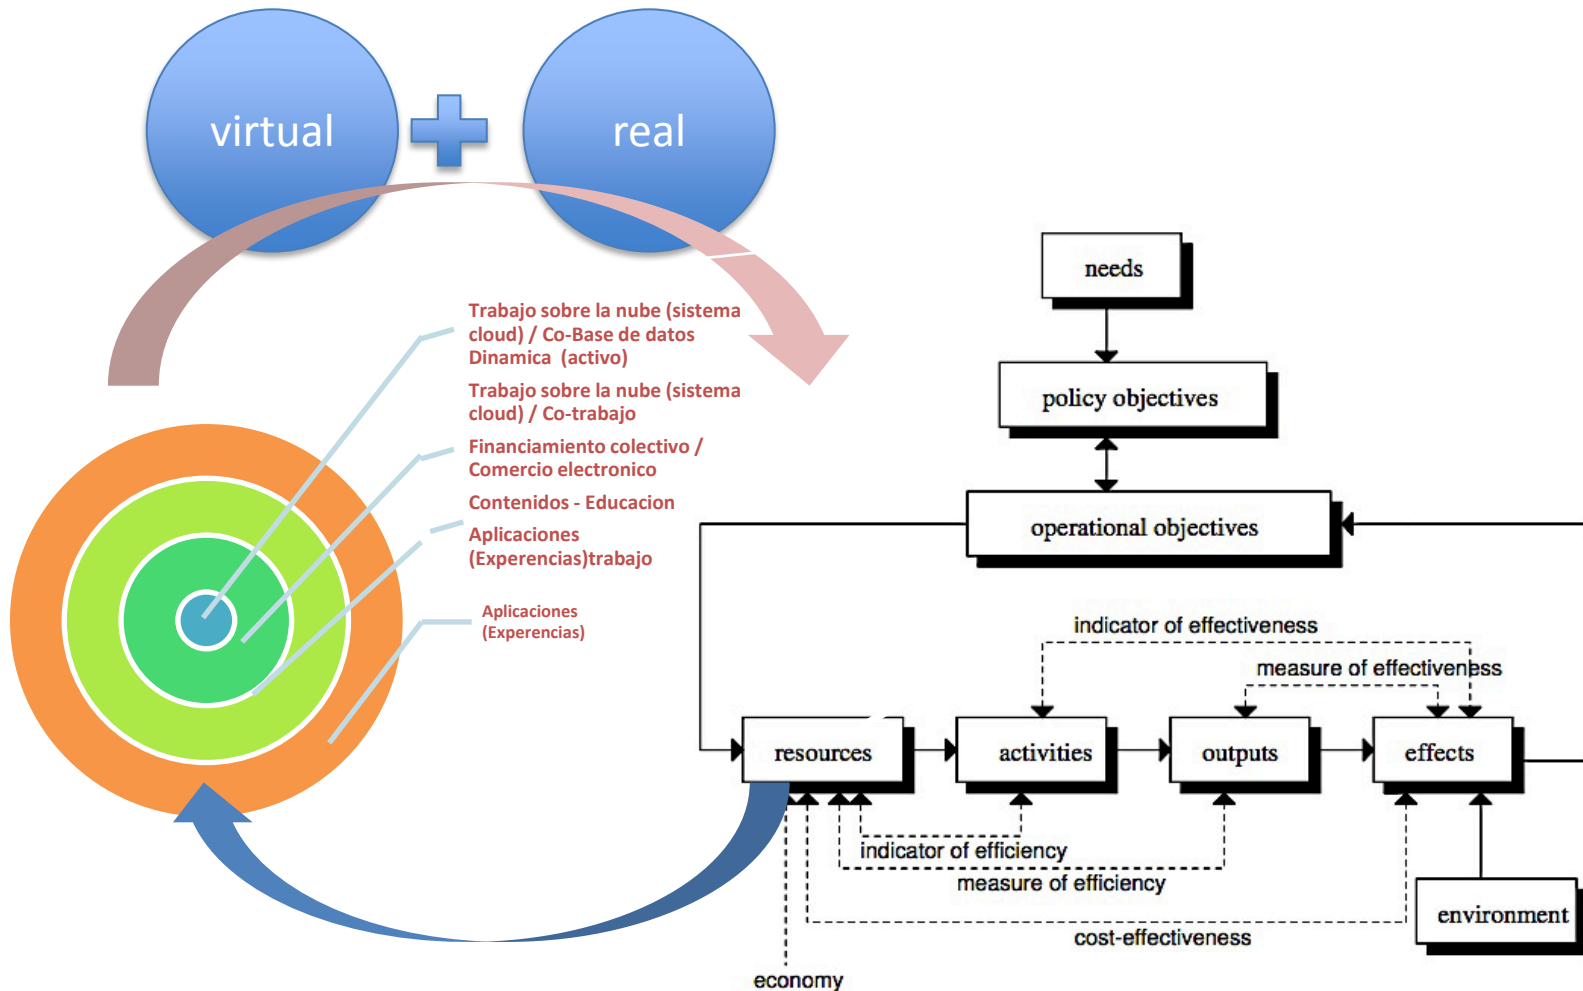 virtual
real
Trabajo sobre la nube (sistema
cloud) / Co-Base de datos
Dinamica (activo)
Trabajo sobre la nube (sistema
cloud) / Co-trabajo
Financiamiento colectivo /
Comercio electronico
Contenidos - Educacion
Aplicaciones
(Experencias)trabajo
Aplicaciones
(Experencias)
needs
policy objectives
operational objectives
indicator of effectiveness
measure of effectiveness
resources
activities
outputs
effects
indicator of efficiency
measure of efficiency
environment
cost-effectiveness
economy